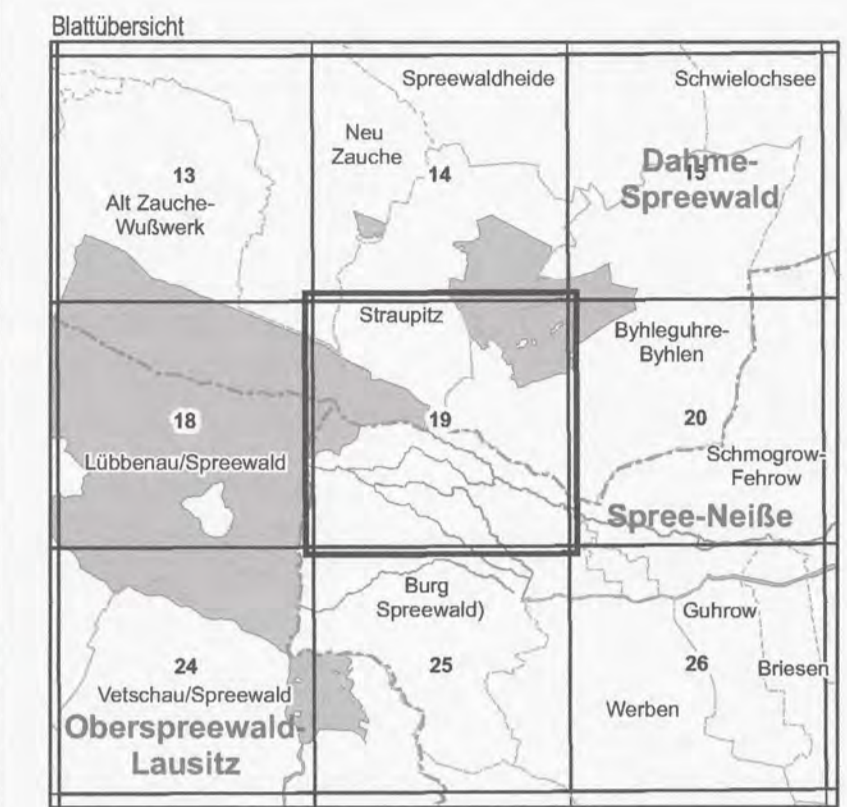 Blattübersicht
Spreewaldheide
Schwielochsee
Neu
Zauche
13
14
15
Dahme-
Spreewald
Alt Zauche-
Wußwerk
Straupitz
Byhleguhre-
Byhlen
18
19
20
Lübbenau/Spreewald
Schmogrow-
Fehrow
Spree-Neiße
Burg
Spreewald)
Guhrow
24
25
26
Briesen
Vetschau/Spreewald
Werben
Oberspreewald-
Lausitz